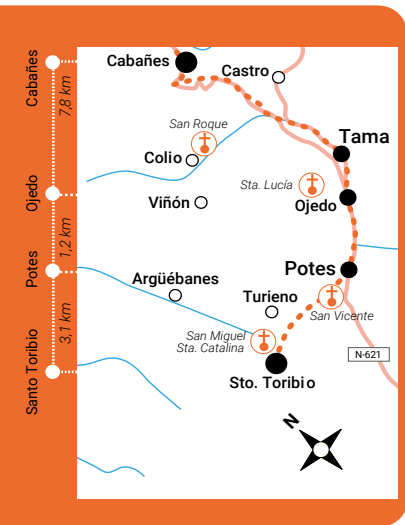 Cabañes
7,8 km
Ojedo
1,2 km
Potes
3,1 km
Santo Toribio
Cabañes
Castro
San Roque
Tama
Colio
Sta. Lucía
Viñón
Ojedo
Potes
Argüébanes
Turieno
San Vicente
San Miguel
Sta. Catalina
N-621
Sto. Toribio
N